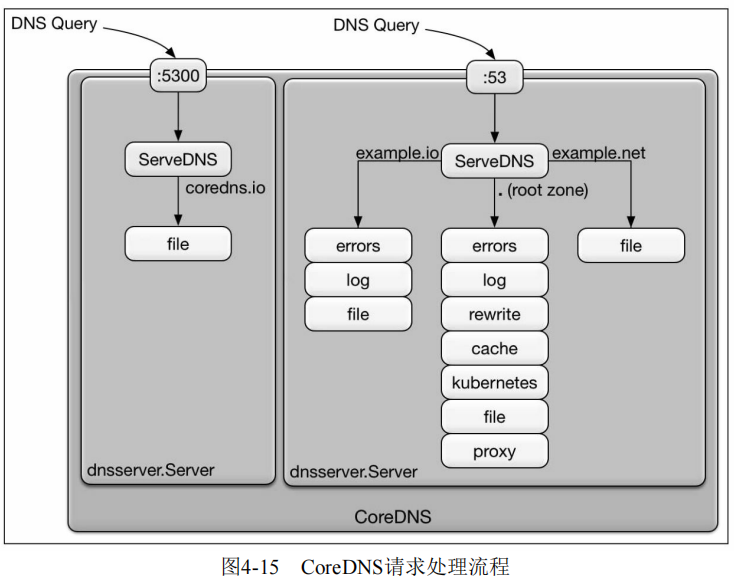 DNS Query
DNS Query
:5300
:53
ServeDNS
coredns.io
file
dnsserver.Server
example.io
ServeDNS
example.net
. (root zone)
errors
log
file
errors
log
rewrite
cache
kubernetes
file
proxy
file
dnsserver.Server
CoreDNS
图4-15 CoreDNS请求处理流程